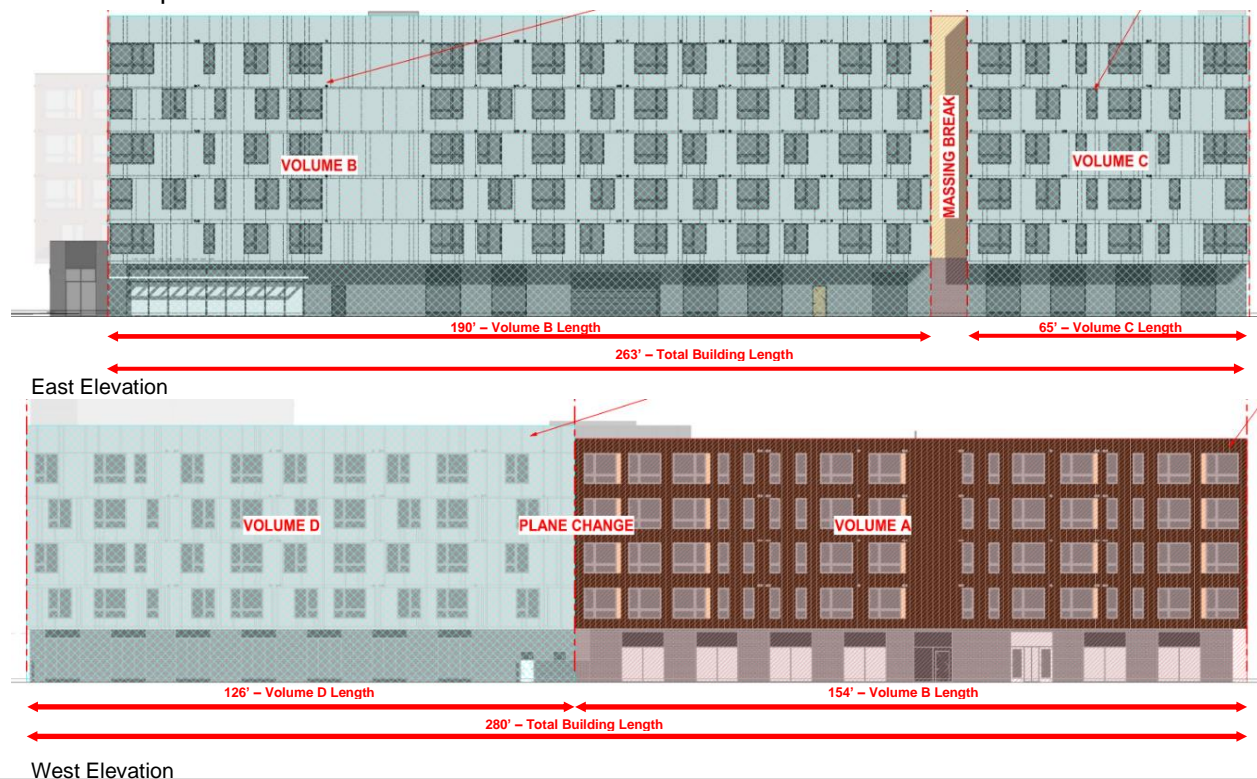 VOLUME B
MASSING BREAK
VOLUME C
190' – Volume B Length
65' – Volume C Length
263' – Total Building Length
East Elevation
VOLUME D
PLANE CHANGE
VOLUME A
126' – Volume D Length
154' – Volume B Length
280' – Total Building Length
West Elevation